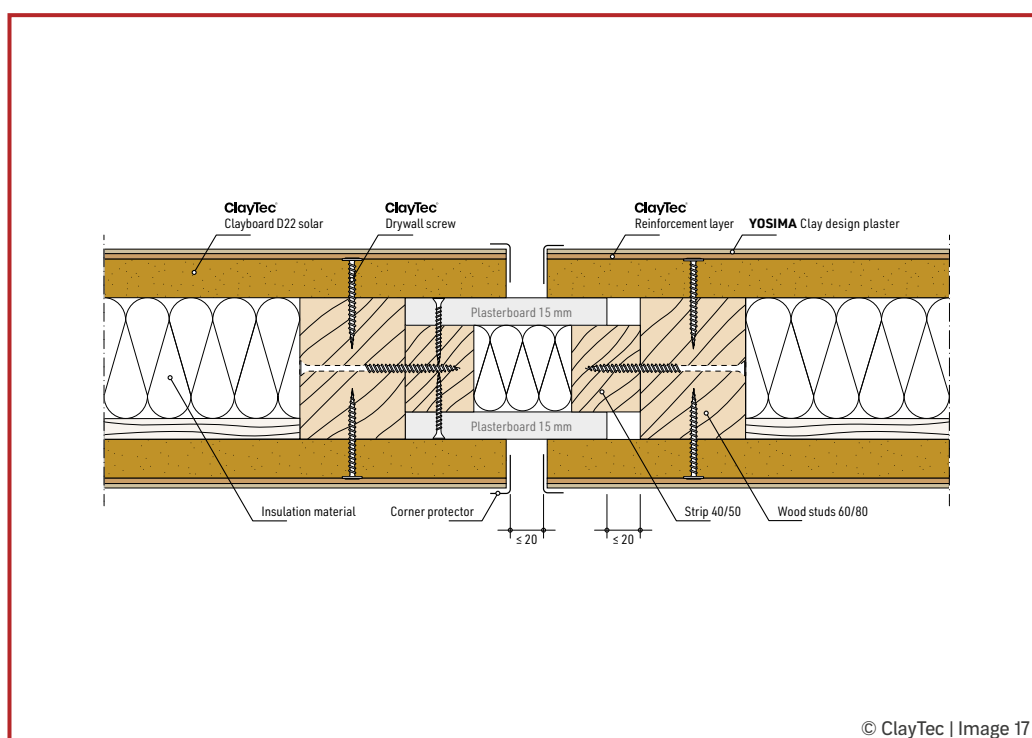 ClayTec®
Clayboard D22 solar
ClayTec®
Drywall screw
ClayTec®
Reinforcement layer
YOSIMA Clay design plaster
Plasterboard 15 mm
Plasterboard 15 mm
Insulation material
Corner protector
Strip 40/50
Wood studs 60/80
≤ 20
≤ 20
© ClayTec | Image 17